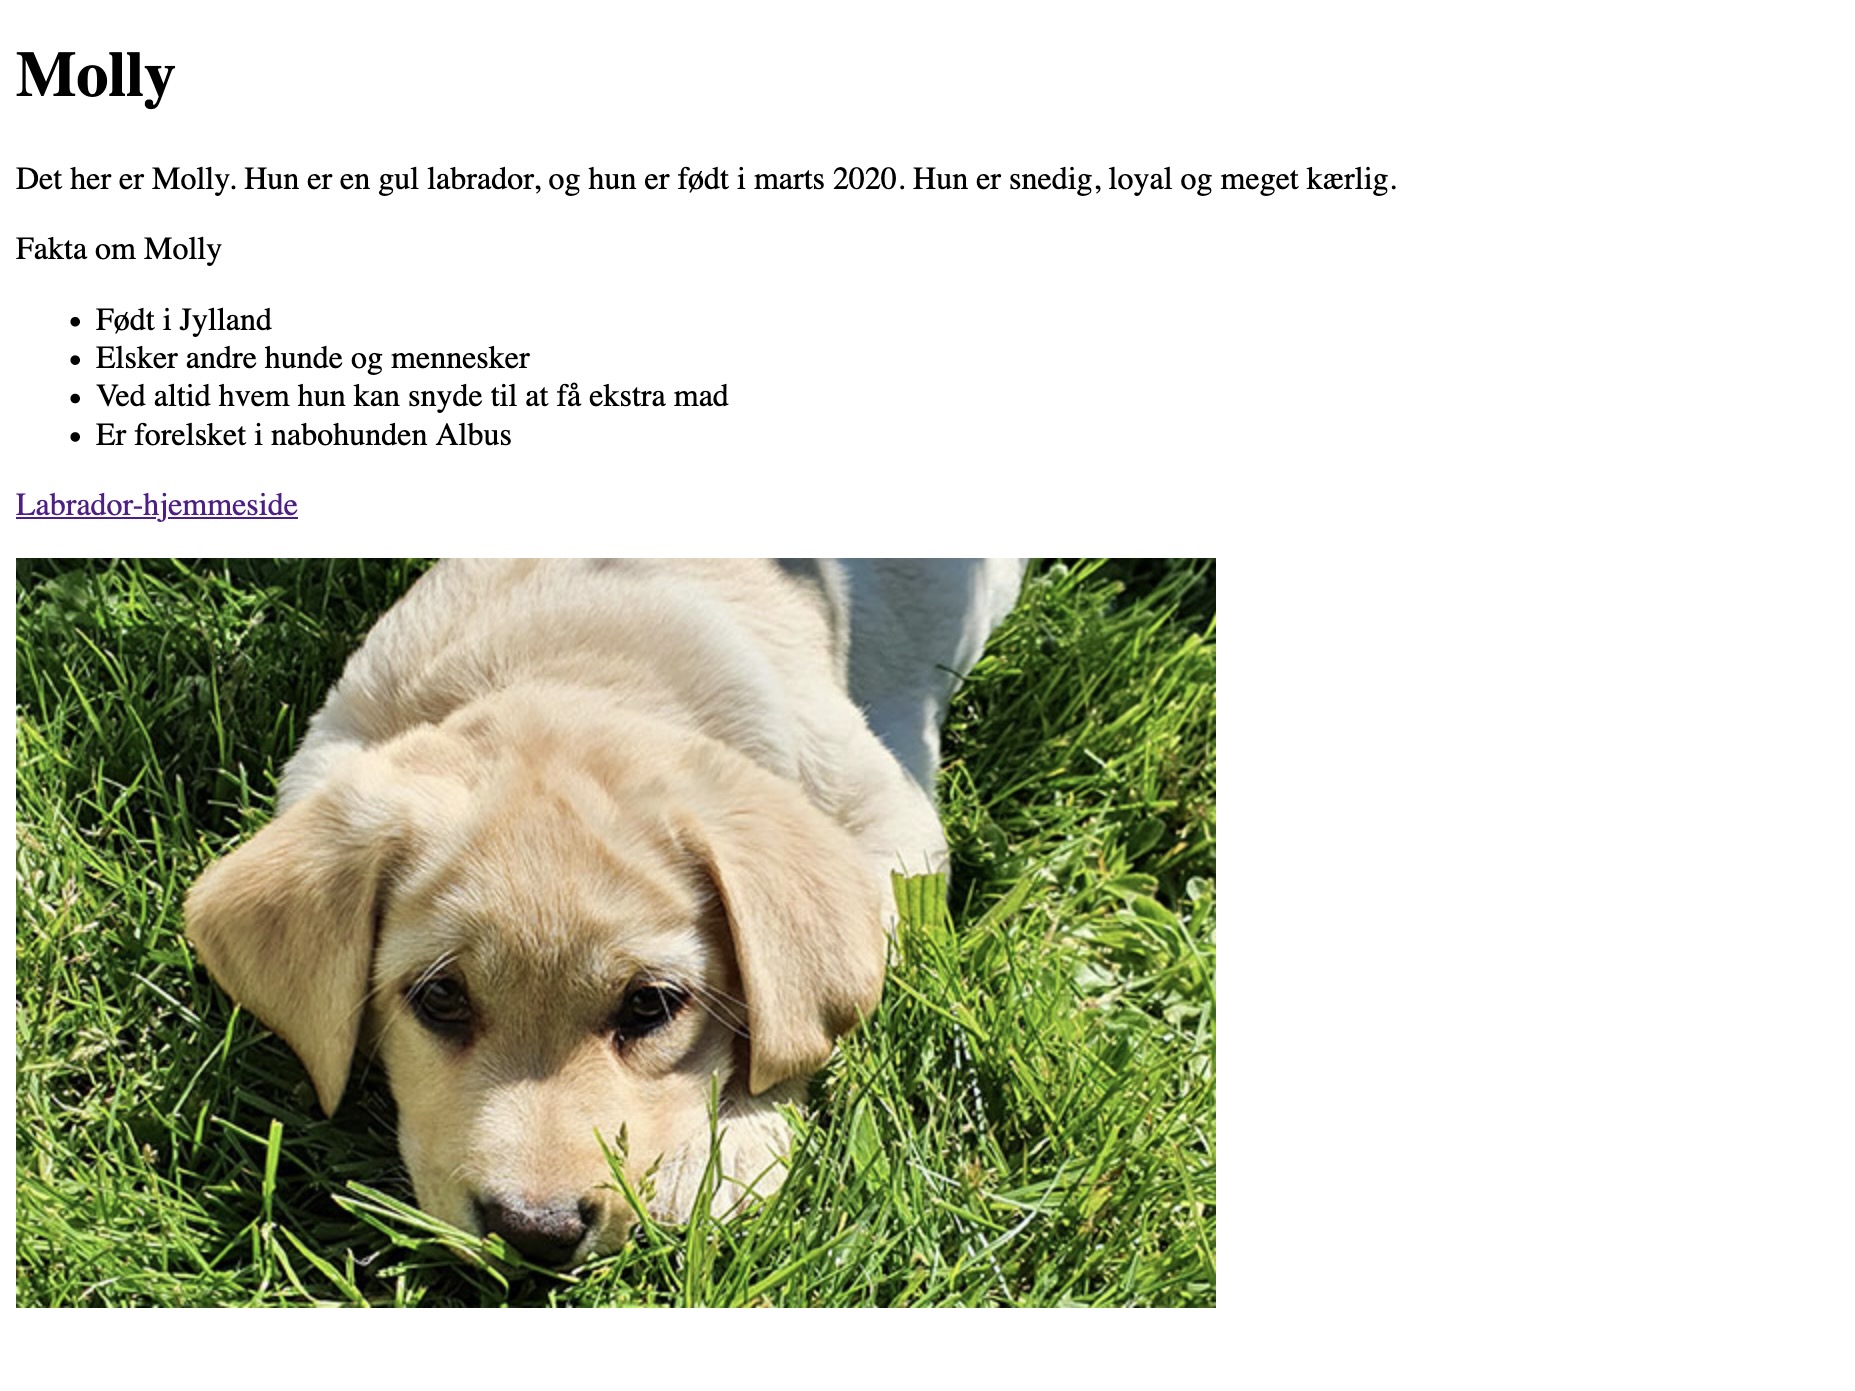 Molly
Det her er Molly. Hun er en gul labrador, og hun er født i marts 2020. Hun er snedig, loyal og meget kærlig.
Fakta om Molly
Født i Jylland
Elsker andre hunde og mennesker
Ved altid hvem hun kan snyde til at få ekstra mad
Er forelsket i nabohunden Albus
Labrador-hjemmeside